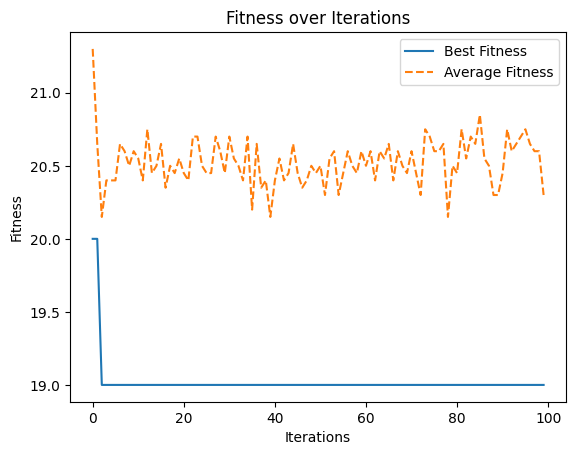 Fitness over Iterations
Best Fitness
Average Fitness
Fitness
21.0
20.5
20.0
19.5
19.0
0 20 40 60 80 100
Iterations